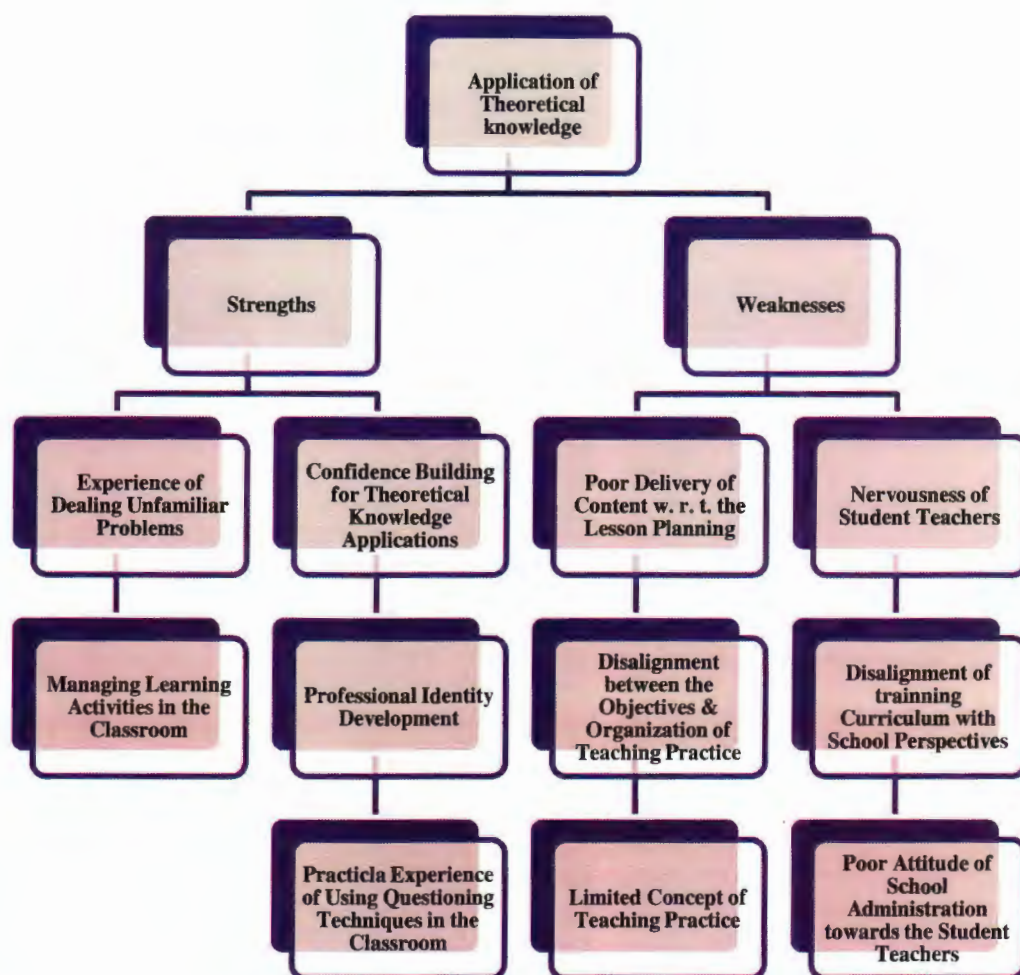 Application of
Theoretical
knowledge
Strengths
Weaknesses
Experience of
Dealing Unfamiliar
Problems
Confidence Building
for Theoretical
Knowledge
Applications
Poor Delivery of
Content w. r. t. the
Lesson Planning
Nervousness of
Student Teachers
Managing Learning
Activities in the
Classroom
Professional Identity
Development
Disalignment
between the
Objectives &
Organization of
Teaching Practice
Disalignment of
trainning
Curriculum with
School Perspectives
Practicla Experience
of Using Questioning
Techniques in the
Classroom
Limited Concept of
Teaching Practice
Poor Attitude of
School
Administration
towards the Student
Teachers